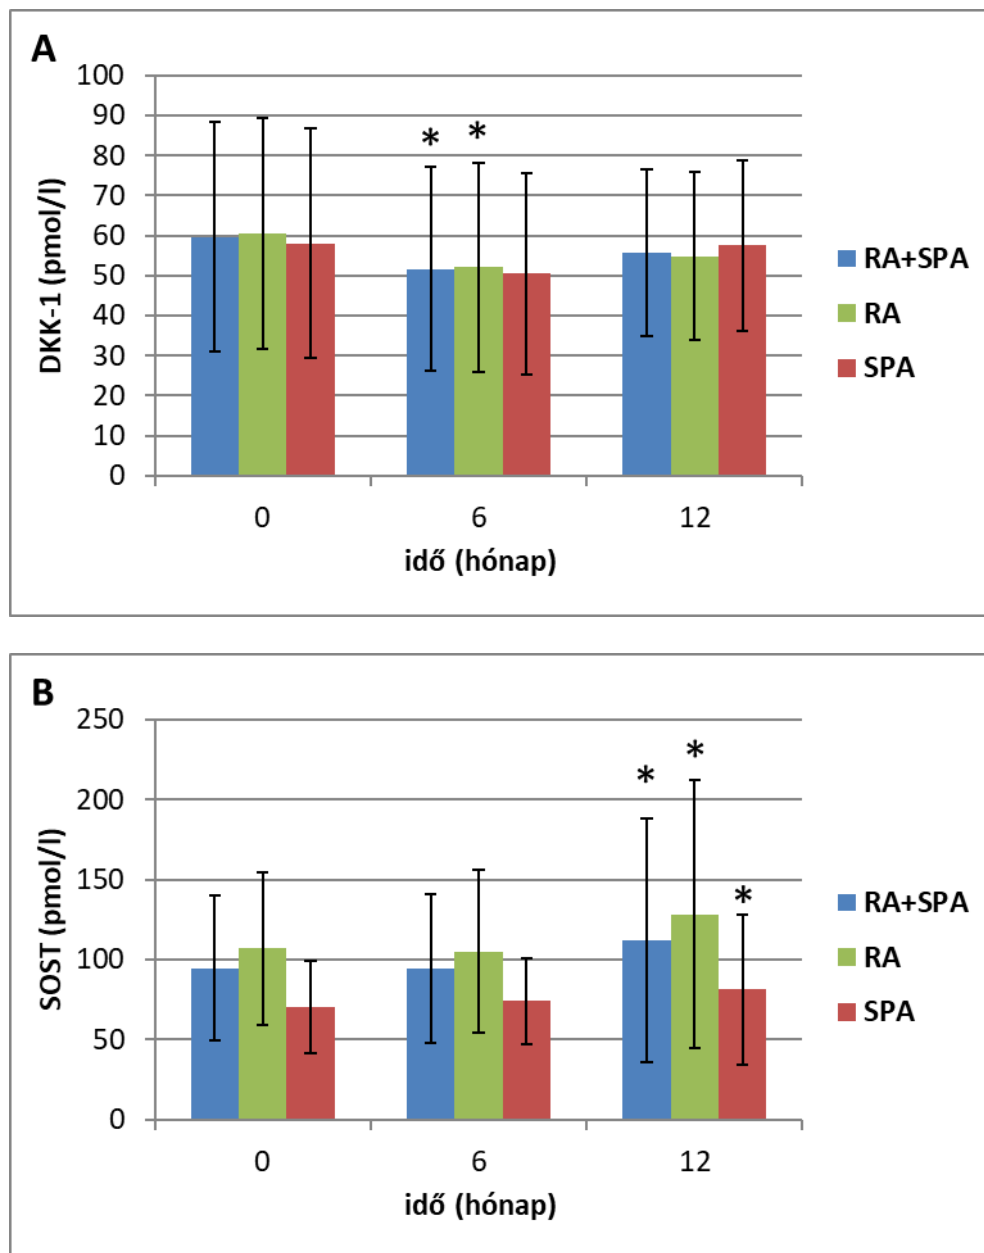 A
100
90
80
70
60
50
40
30
20
10
0
DKK-1 (pmol/l)
* *
0 6 12
idő (hónap)
RA+SPA
RA
SPA
B
250
200
150
100
50
0
SOST (pmol/l)
* * *
0 6 12
idő (hónap)
RA+SPA
RA
SPA